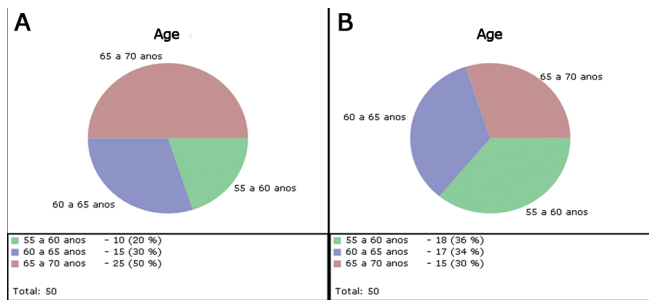 A
Age
65 a 70 anos
60 a 65 anos
55 a 60 anos
55 a 60 anos - 10 (20 %)
60 a 65 anos - 15 (30 %)
65 a 70 anos - 25 (50 %)
Total: 50
B
Age
65 a 70 anos
60 a 65 anos
55 a 60 anos
55 a 60 anos - 18 (36 %)
60 a 65 anos - 17 (34 %)
65 a 70 anos - 15 (30 %)
Total: 50